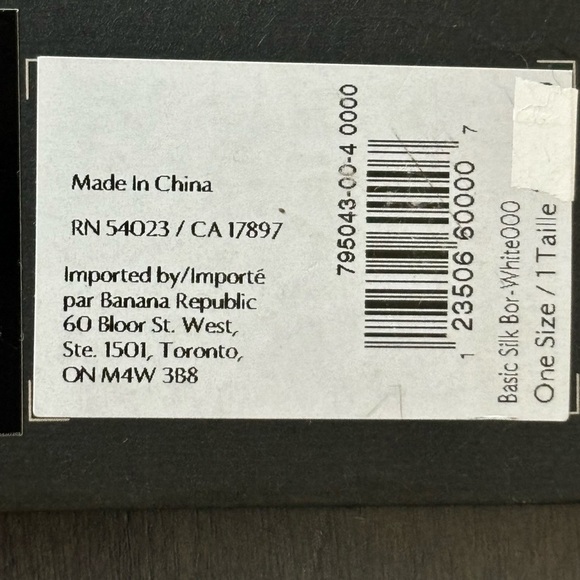 Made In China
RN 54023 / CA 17897
Imported by/Importé
par Banana Republic
60 Bloor St. West,
Ste. 1501, Toronto,
ON M4W 3B8
795043-00-4 0000
1 23506 60000 7
Basic Silk Bor-White000
One Size / 1 Taille